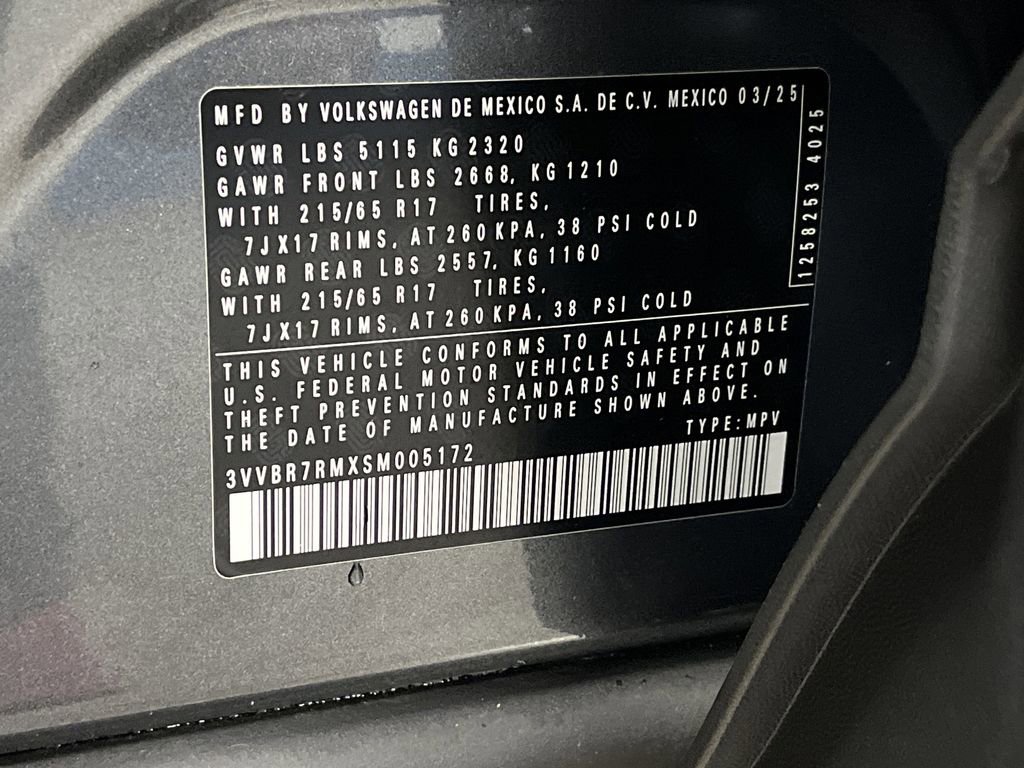 MFD BY VOLKSWAGEN DE MEXICO S.A. DE C.V. MEXICO 03/25
GVWR LBS 5115 KG 2320
GAWR FRONT LBS 2668, KG 1210
WITH 215/65 R17 TIRES,
7JX17 RIMS, AT 260 KPA, 38 PSI COLD
GAWR REAR LBS 2557, KG 1160
WITH 215/65 R17 TIRES,
7JX17 RIMS, AT 260 KPA, 38 PSI COLD
1258253 4025
THIS VEHICLE CONFORMS TO ALL APPLICABLE
U.S. FEDERAL MOTOR VEHICLE SAFETY AND
THEFT PREVENTION STANDARDS IN EFFECT ON
THE DATE OF MANUFACTURE SHOWN ABOVE.
TYPE:MPV
3VVBR7RMXSM005172